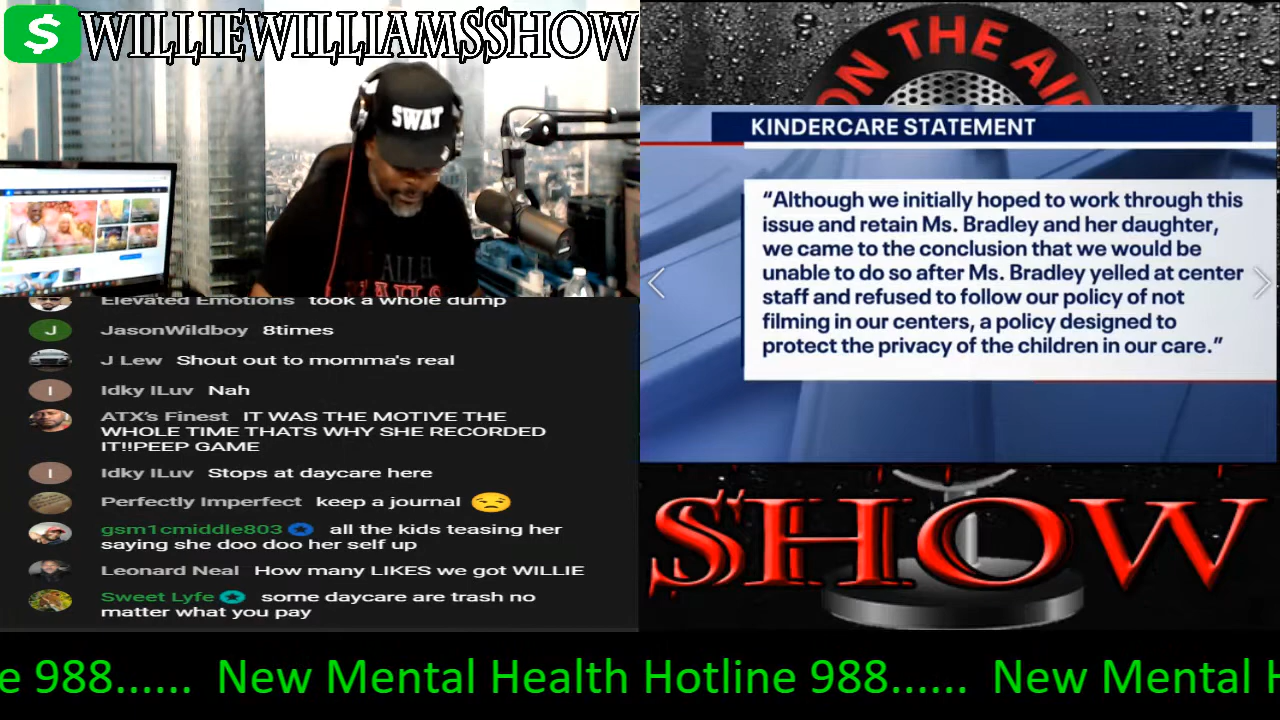 $ WILLIEWILLIAMSSHOW
SWAT
Elevated Emotions took a whole dump
J JasonWildboy 8times
J Lew Shout out to momma's real
I Idky ILuv Nah
ATX's Finest IT WAS THE MOTIVE THE
WHOLE TIME THATS WHY SHE RECORDED
IT!!PEEP GAME
I Idky ILuv Stops at daycare here
Perfectly Imperfect keep a journal 😒
gsm1cmiddle803 all the kids teasing her
saying she doo doo her self up
Leonard Neal How many LIKES we got WILLIE
Sweet Lyfe some daycare are trash no
matter what you pay
ON THE AIR
KINDERCARE STATEMENT
“Although we initially hoped to work through this
issue and retain Ms. Bradley and her daughter,
we came to the conclusion that we would be
unable to do so after Ms. Bradley yelled at center
staff and refused to follow our policy of not
filming in our centers, a policy designed to
protect the privacy of the children in our care.”
SHOW
e 988...... New Mental Health Hotline 988...... New Mental H